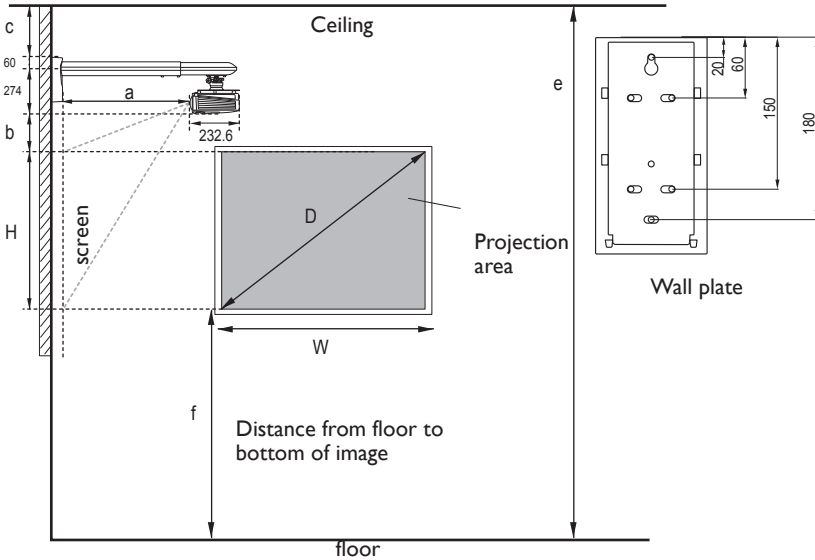 c
Ceiling
60
274
a
e
b
232.6
20
60
150
180
H
screen
D
Projection
area
Wall plate
W
f
Distance from floor to
bottom of image
floor